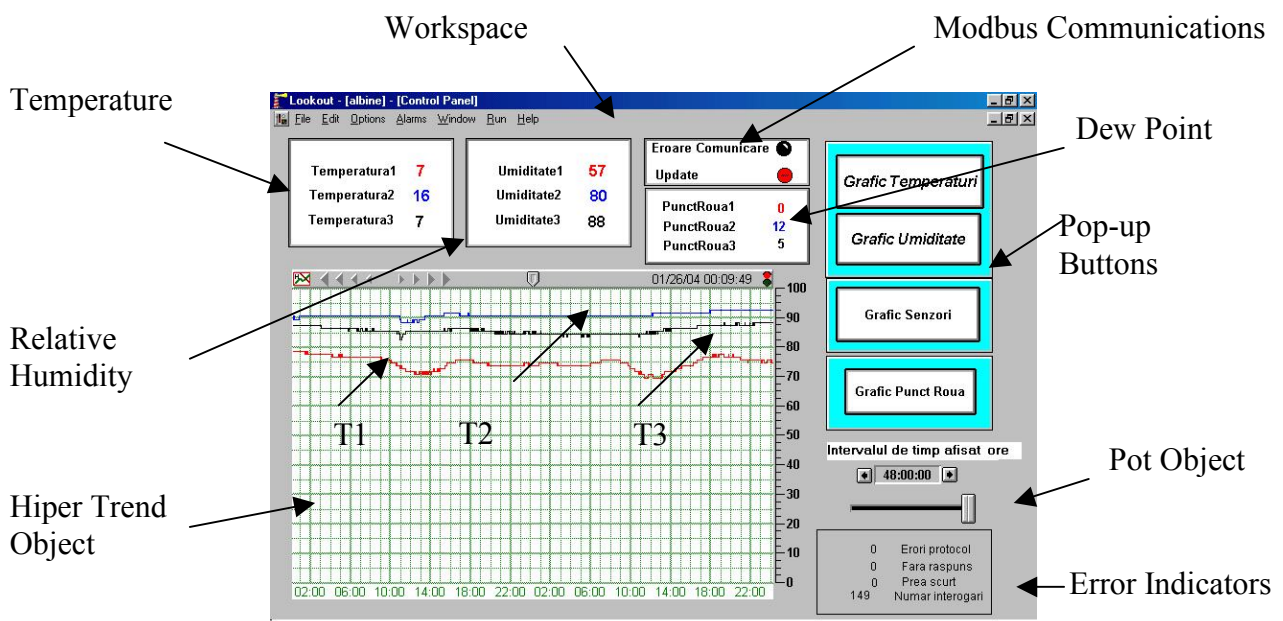 Workspace
Modbus Communications
Temperature
Dew Point
Pop-up
Buttons
Relative
Humidity
Hiper Trend
Object
Pot Object
Error Indicators
Lookout - [albine] - [Control Panel]
File Edit Options Alarms Window Run Help
Temperatura1 7
Temperatura2 16
Temperatura3 7
Umiditate1 57
Umiditate2 80
Umiditate3 88
Eroare Comunicare
Update
PunctRoua1 0
PunctRoua2 12
PunctRoua3 5
Grafic Temperaturi
Grafic Umiditate
Grafic Senzori
Grafic Punct Roua
01/26/04 00:09:49
100
90
80
70
60
50
40
30
20
10
0
T1 T2 T3
02:00 06:00 10:00 14:00 18:00 22:00 02:00 06:00 10:00 14:00 18:00 22:00
Intervalul de timp afisat ore
48:00:00
0 Erori protocol
0 Fara raspuns
0 Prea scurt
149 Numar interogari